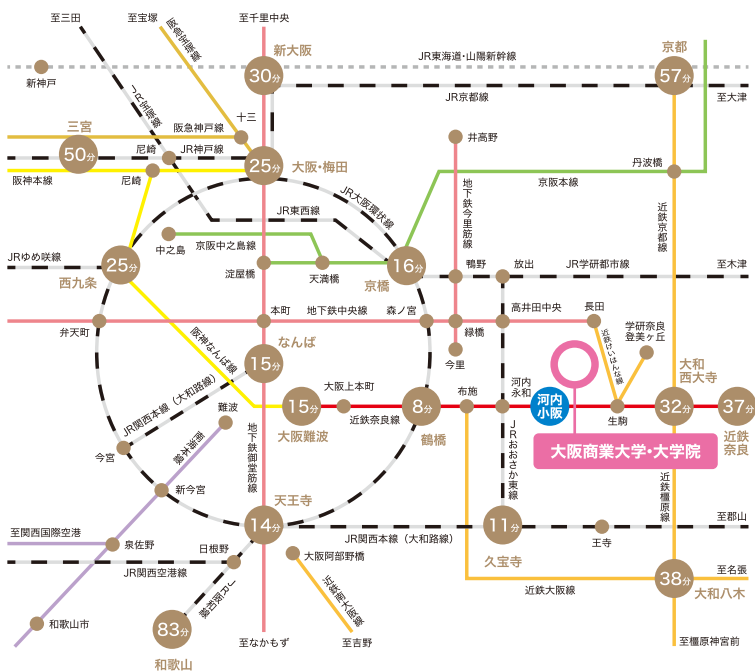 至三田
至宝塚
阪急宝塚線
至千里中央
新大阪
30分
京都
57分
JR東海道・山陽新幹線
新神戸
JR宝塚線
JR京都線
至大津
三宮
50分
阪急神戸線
十三
尼崎
JR神戸線
25分
大阪・梅田
阪神本線
尼崎
井高野
丹波橋
京阪本線
JR大阪環状線
JR東西線
地下鉄今里筋線
近鉄京都線
中之島
京阪中之島線
JRゆめ咲線
25分
西九条
淀屋橋
天満橋
16分
京橋
鴫野
放出
JR学研都市線
至木津
弁天町
本町
地下鉄中央線
森ノ宮
緑橋
高井田中央
長田
学研奈良
登美ヶ丘
近鉄けいはんな線
阪神なんば線
なんば
15分
今里
JR関西本線（大和路線）
難波
15分
大阪難波
大阪上本町
近鉄奈良線
8分
鶴橋
布施
河内
永和
河内
小阪
生駒
大和
西大寺
32分
37分
近鉄
奈良
大阪商業大学・大学院
今宮
南海本線
新今宮
地下鉄御堂筋線
JRおおさか東線
近鉄橿原線
天王寺
14分
11分
久宝寺
JR関西本線（大和路線）
王寺
至郡山
至関西国際空港
泉佐野
日根野
JR関西空港線
JR阪和線
大阪阿部野橋
近鉄南大阪線
近鉄大阪線
38分
大和八木
至名張
和歌山市
83分
和歌山
至なかもず
至吉野
至橿原神宮前